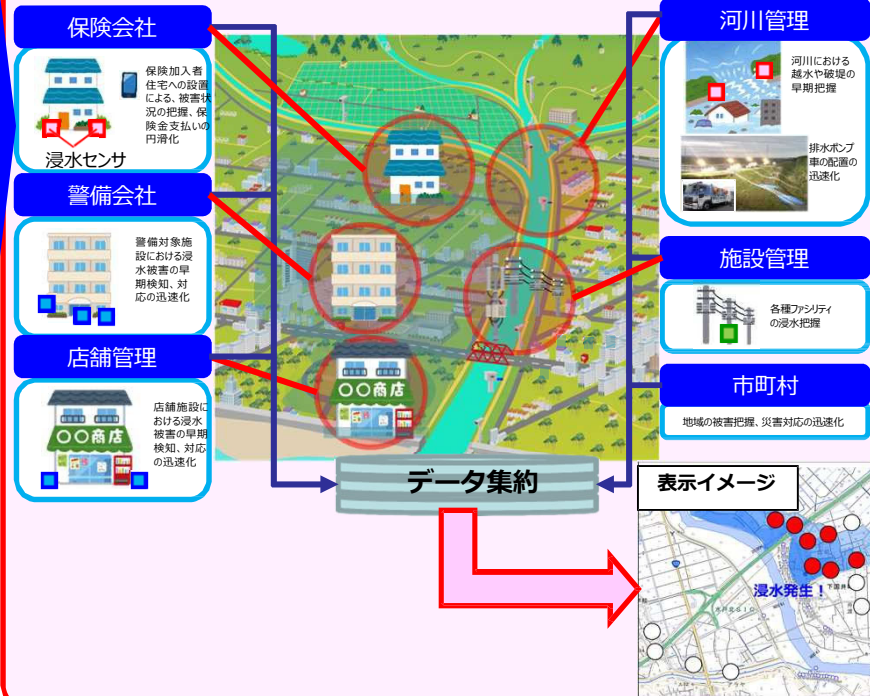 保険会社
保険加入者
住宅への設置
による、被害状
況の把握、保
険金支払いの
円滑化
浸水センサ
警備会社
警備対象施
設における浸
水被害の早
期検知、対
応の迅速化
店舗管理
〇〇商店
店舗施設に
おける浸水
被害の早期
検知、対応
の迅速化
〇〇商店
河川管理
河川における
越水や破堤の
早期把握
排水ポンプ
車の配置の
迅速化
施設管理
各種ファシリティ
の浸水把握
市町村
地域の被害把握、災害対応の迅速化
データ集約
表示イメージ
浸水発生！